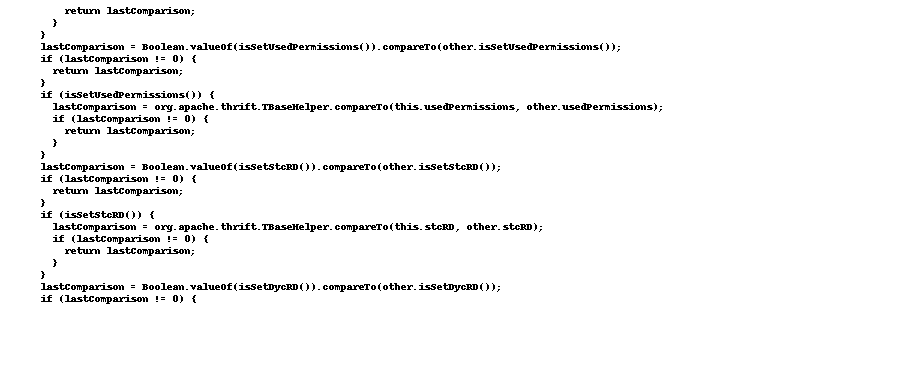 return lastComparison;
}
}
lastComparison = Boolean.valueOf(isSetUsedPermissions()).compareTo(other.isSetUsedPermissions());
if (lastComparison != 0) {
return lastComparison;
}
if (isSetUsedPermissions()) {
lastComparison = org.apache.thrift.TBaseHelper.compareTo(this.usedPermissions, other.usedPermissions);
if (lastComparison != 0) {
return lastComparison;
}
}
lastComparison = Boolean.valueOf(isSetStcRD()).compareTo(other.isSetStcRD());
if (lastComparison != 0) {
return lastComparison;
}
if (isSetStcRD()) {
lastComparison = org.apache.thrift.TBaseHelper.compareTo(this.stcRD, other.stcRD);
if (lastComparison != 0) {
return lastComparison;
}
}
lastComparison = Boolean.valueOf(isSetDycRD()).compareTo(other.isSetDycRD());
if (lastComparison != 0) {